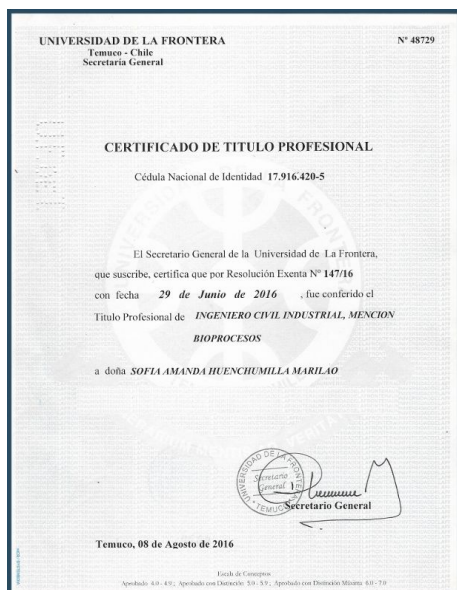 UNIVERSIDAD DE LA FRONTERA
Temuco - Chile
Secretaría General
Nº 48729
CERTIFICADO DE TITULO PROFESIONAL
Cédula Nacional de Identidad 17.916.420-5
El Secretario General de la Universidad de La Frontera,
que suscribe, certifica que por Resolución Exenta Nº 147/16
con fecha 29 de Junio de 2016 , fue conferido el
Título Profesional de INGENIERO CIVIL INDUSTRIAL, MENCION
BIOPROCESOS
a doña SOFIA AMANDA HUENCHUMILLA MARILAO
UNIVERSIDAD DE LA FRONTERA
Secretario
General
TEMUCO
Secretario General
Temuco, 08 de Agosto de 2016
Escala de Conceptos
Aprobado 4.0 - 4.9 ; Aprobado con Distinción 5.0 - 5.9 ; Aprobado con Distinción Máxima 6.0 - 7.0